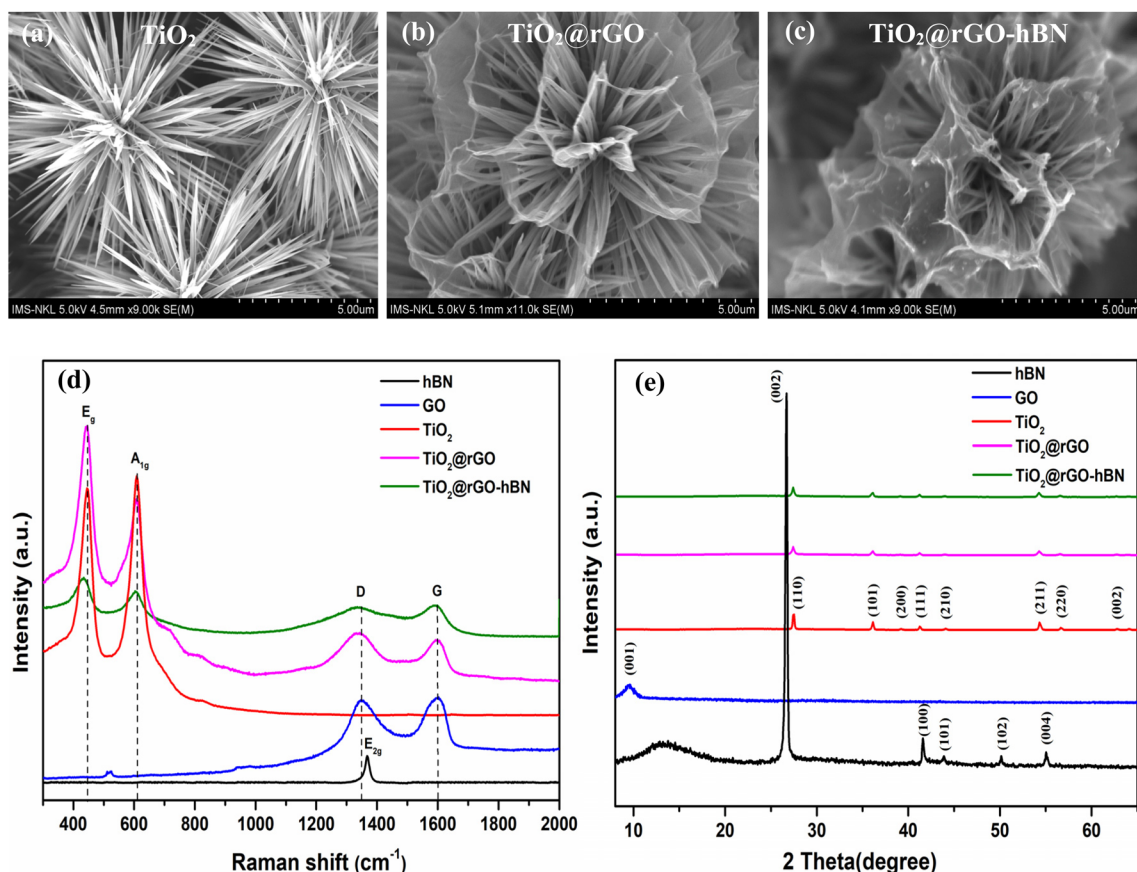 (a) TiO₂
IMS-NKL 5.0kV 4.5mm x9.00k SE(M) 5.00um
(b) TiO₂@rGO
IMS-NKL 5.0kV 5.1mm x11.0k SE(M) 5.00um
(c) TiO₂@rGO-hBN
IMS-NKL 5.0kV 4.1mm x9.00k SE(M) 5.00um
(d)
hBN
GO
TiO₂
TiO₂@rGO
TiO₂@rGO-hBN
E_g
A_1g
D
G
E_2g
Intensity (a.u.)
400 600 800 1000 1200 1400 1600 1800 2000
Raman shift (cm⁻¹)
(e)
hBN
GO
TiO₂
TiO₂@rGO
TiO₂@rGO-hBN
(002)
(110)
(101)
(200)
(111)
(210)
(211)
(220)
(002)
(001)
(100)
(101)
(102)
(004)
Intensity (a.u.)
10 20 30 40 50 60
2 Theta(degree)